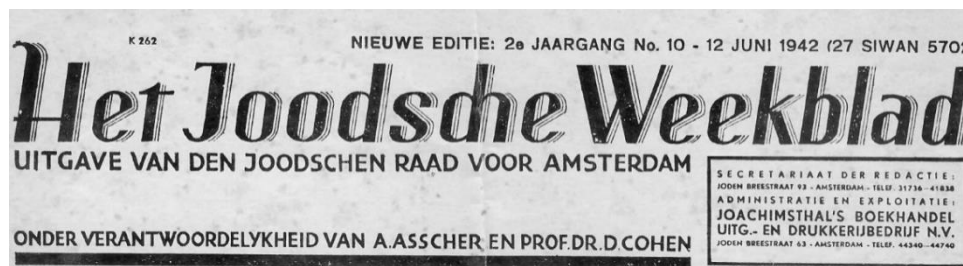 K 262
NIEUWE EDITIE: 2e JAARGANG No. 10 - 12 JUNI 1942 (27 SIWAN 570
Het Joodsche Weekblad
UITGAVE VAN DEN JOODSCHEN RAAD VOOR AMSTERDAM
SECRETARIAAT DER REDACTIE:
JODEN BREESTRAAT 93 - AMSTERDAM - TELEF. 31736-41838
ADMINISTRATIE EN EXPLOITATIE:
JOACHIMSTHAL'S BOEKHANDEL
UITG.- EN DRUKKERIJBEDRIJF N.V.
JODEN BREESTRAAT 63 - AMSTERDAM - TELEF. 44340-44740
ONDER VERANTWOORDELYKHEID VAN A.ASSCHER EN PROF.DR.D.COHEN